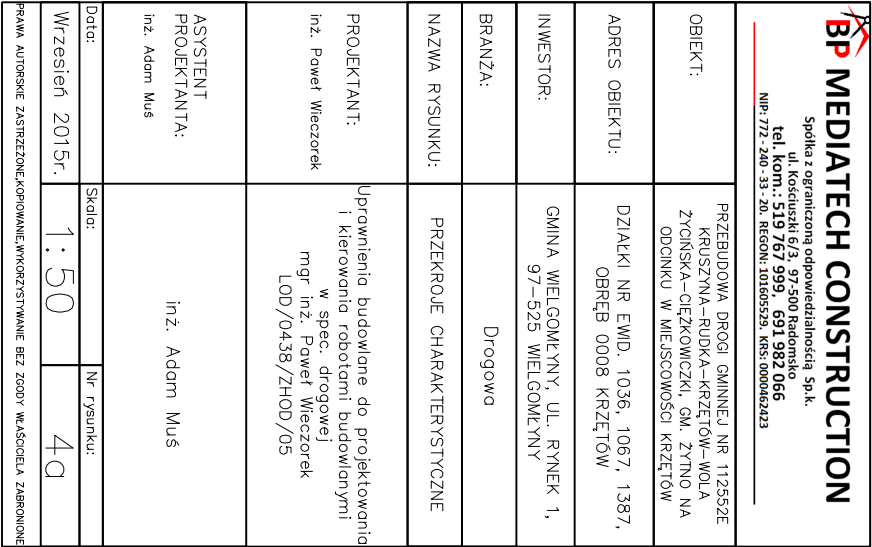 BP MEDIATECH CONSTRUCTION
Spółka z ograniczoną odpowiedzialnością Sp.k.
ul. Kościuszki 6/3, 97-500 Radomsko
tel. kom.: 519 767 999, 691 982 066
NIP: 772 - 240 - 33 - 20. REGON: 101605529. KRS: 0000462423
OBIEKT:
PRZEBUDOWA DROGI GMINNEJ NR 112552E
KRUSZYNA–RUDKA–KRZĘTÓW–WOLA
ŻYCIŃSKA–CIĘŻKOWICZKI, GM. ŻYTNO NA
ODCINKU W MIEJSCOWOŚCI KRZĘTÓW
ADRES OBIEKTU:
DZIAŁKI NR EWID. 1036, 1067, 1387,
OBRĘB 0008 KRZĘTÓW
INWESTOR:
GMINA WIELGOMŁYNY, UL. RYNEK 1,
97–525 WIELGOMŁYNY
BRANŻA:
Drogowa
NAZWA RYSUNKU:
PRZEKROJE CHARAKTERYSTYCZNE
PROJEKTANT:
inż. Paweł Wieczorek
Uprawnienia budowlane do projektowania
i kierowania robotami budowlanymi
w spec. drogowej
mgr inż. Paweł Wieczorek
LOD/0438/ZHOD/05
ASYSTENT
PROJEKTANTA:
inż. Adam Muś
inż. Adam Muś
Data:
Wrzesień 2015r.
Skala:
1:50
Nr rysunku:
4a
PRAWA AUTORSKIE ZASTRZEŻONE,KOPIOWANIE,WYKORZYSTYWANIE BEZ ZGODY WŁAŚCICIELA ZABRONIONE